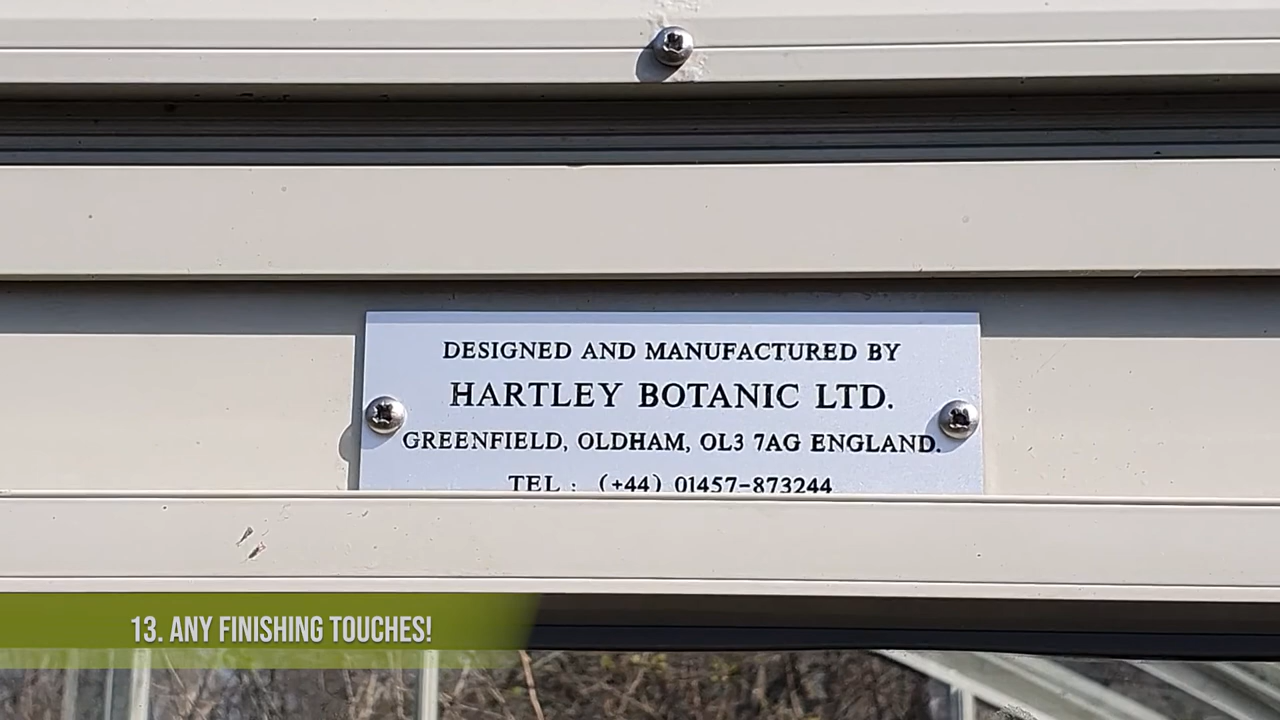 DESIGNED AND MANUFACTURED BY
HARTLEY BOTANIC LTD.
GREENFIELD, OLDHAM, OL3 7AG ENGLAND.
TEL : (+44) 01457-873244
13. ANY FINISHING TOUCHES!